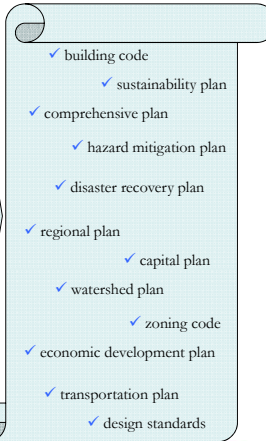 ✓ building code
✓ sustainability plan
✓ comprehensive plan
✓ hazard mitigation plan
✓ disaster recovery plan
✓ regional plan
✓ capital plan
✓ watershed plan
✓ zoning code
✓ economic development plan
✓ transportation plan
✓ design standards